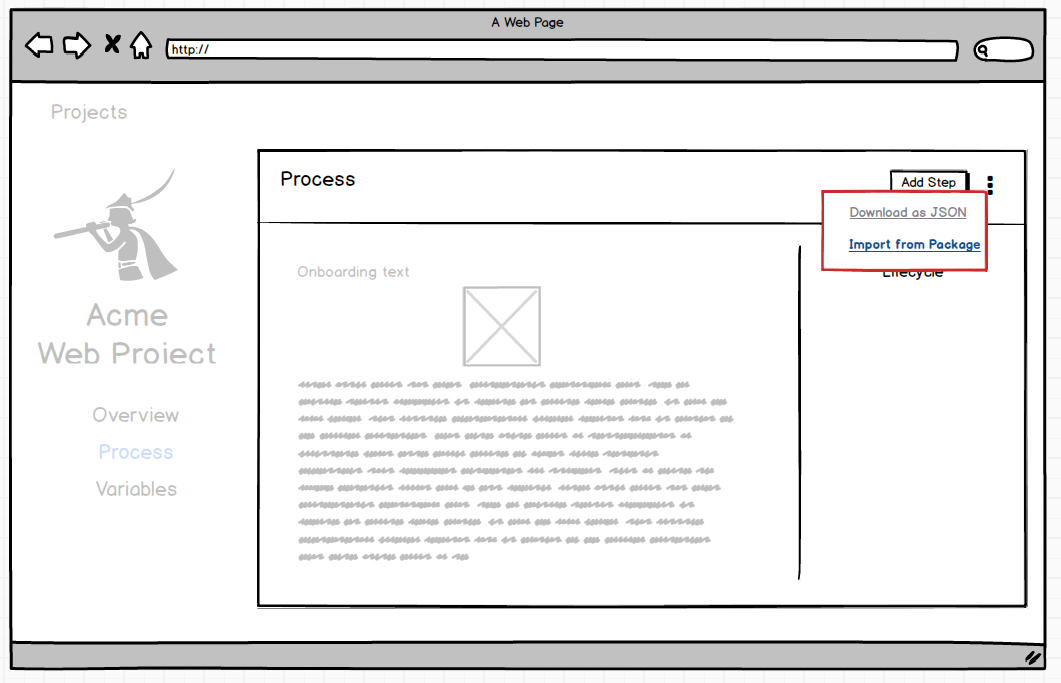 A Web Page
http://
Projects
Process
Add Step
Download as JSON
Import from Package
Lifecycle
Onboarding text
Acme
Web Project
Overview
Process
Variables